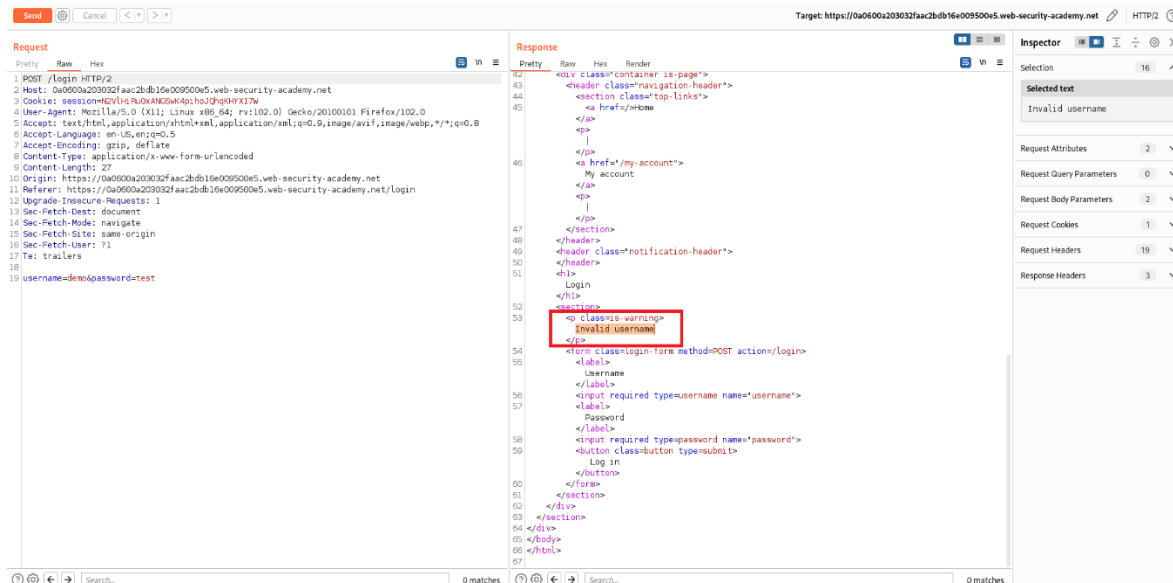 Send Cancel < > Target: https://0a0600a203032faac2bdb16e009500e5.web-security-academy.net HTTP/2
Request
Pretty Raw Hex \n
1 POST /login HTTP/2
2 Host: 0a0600a203032faac2bdb16e009500e5.web-security-academy.net
3 Cookie: session=N2VlHiRuOxANGSwK4pihoJQhqKHYX17W
4 User-Agent: Mozilla/5.0 (X11; Linux x86_64; rv:102.0) Gecko/20100101 Firefox/102.0
5 Accept: text/html,application/xhtml+xml,application/xml;q=0.9,image/avif,image/webp,*/*;q=0.8
6 Accept-Language: en-US,en;q=0.5
7 Accept-Encoding: gzip, deflate
8 Content-Type: application/x-www-form-urlencoded
9 Content-Length: 27
10 Origin: https://0a0600a203032faac2bdb16e009500e5.web-security-academy.net
11 Referer: https://0a0600a203032faac2bdb16e009500e5.web-security-academy.net/login
12 Upgrade-Insecure-Requests: 1
13 Sec-Fetch-Dest: document
14 Sec-Fetch-Mode: navigate
15 Sec-Fetch-Site: same-origin
16 Sec-Fetch-User: ?1
17 Te: trailers
18
19 username=demo&password=test
Search... 0 matches
Response
Pretty Raw Hex Render \n
42 <div class="container is-page">
43 <header class="navigation-header">
44 <section class="top-links">
45 <a href=/>Home
</a>
<p>
|
</p>
46 <a href="/my-account">
My account
</a>
<p>
|
</p>
47 </section>
48 </header>
49 <header class="notification-header">
50 </header>
51 <h1>
Login
</h1>
52 <section>
53 <p class=is-warning>
Invalid username
</p>
54 <form class=login-form method=POST action=/login>
55 <label>
Username
</label>
56 <input required type=username name="username">
57 <label>
Password
</label>
58 <input required type=password name="password">
59 <button class=button type=submit>
Log in
</button>
60 </form>
61 </section>
62 </div>
63 </section>
64 </div>
65 </body>
66 </html>
67
Search... 0 matches
Inspector
Selection 16
Selected text
Invalid username
Request Attributes 2
Request Query Parameters 0
Request Body Parameters 2
Request Cookies 1
Request Headers 19
Response Headers 3